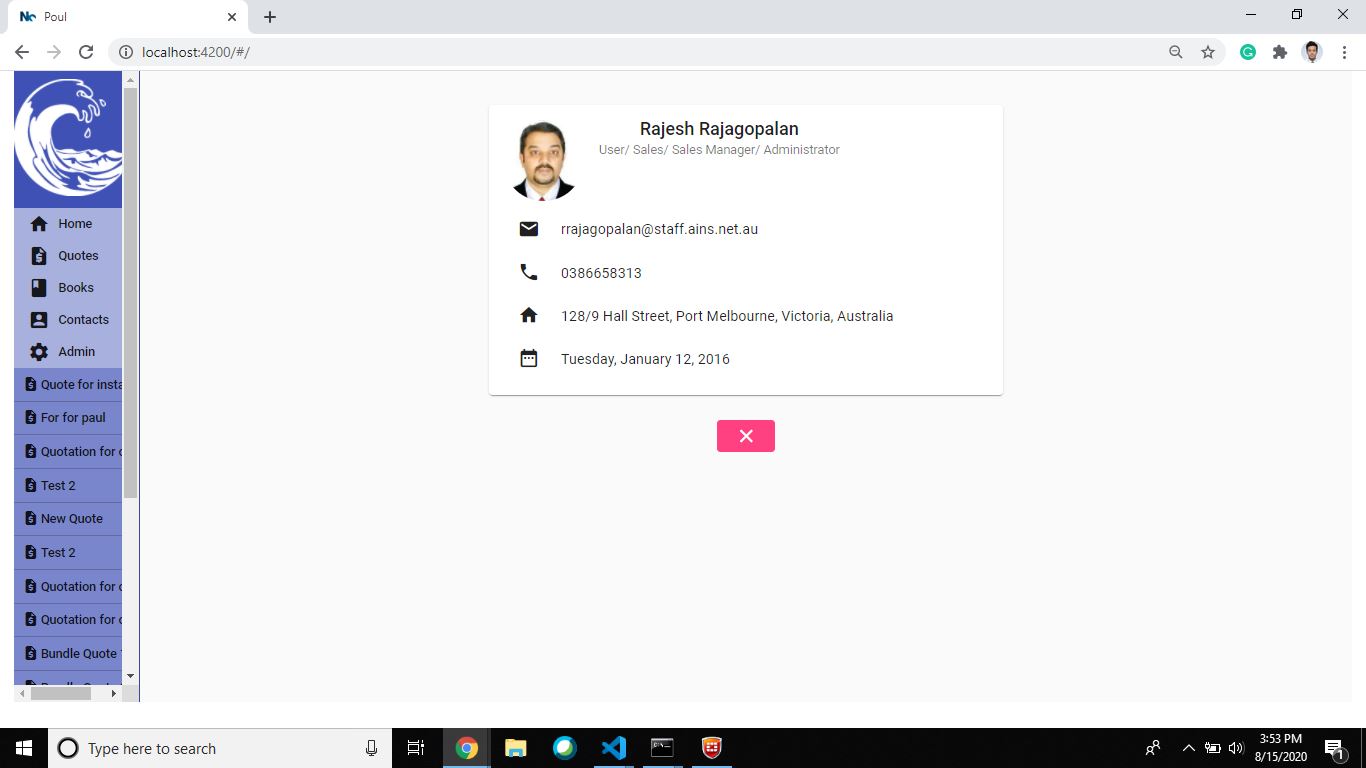 Poul
localhost:4200/#/
Home
Quotes
Books
Contacts
Admin
Quote for insta
For for paul
Quotation for
Test 2
New Quote
Test 2
Quotation for
Quotation for
Bundle Quote
Rajesh Rajagopalan
User/ Sales/ Sales Manager/ Administrator
rrajagopalan@staff.ains.net.au
0386658313
128/9 Hall Street, Port Melbourne, Victoria, Australia
Tuesday, January 12, 2016
Type here to search
3:53 PM
8/15/2020
1